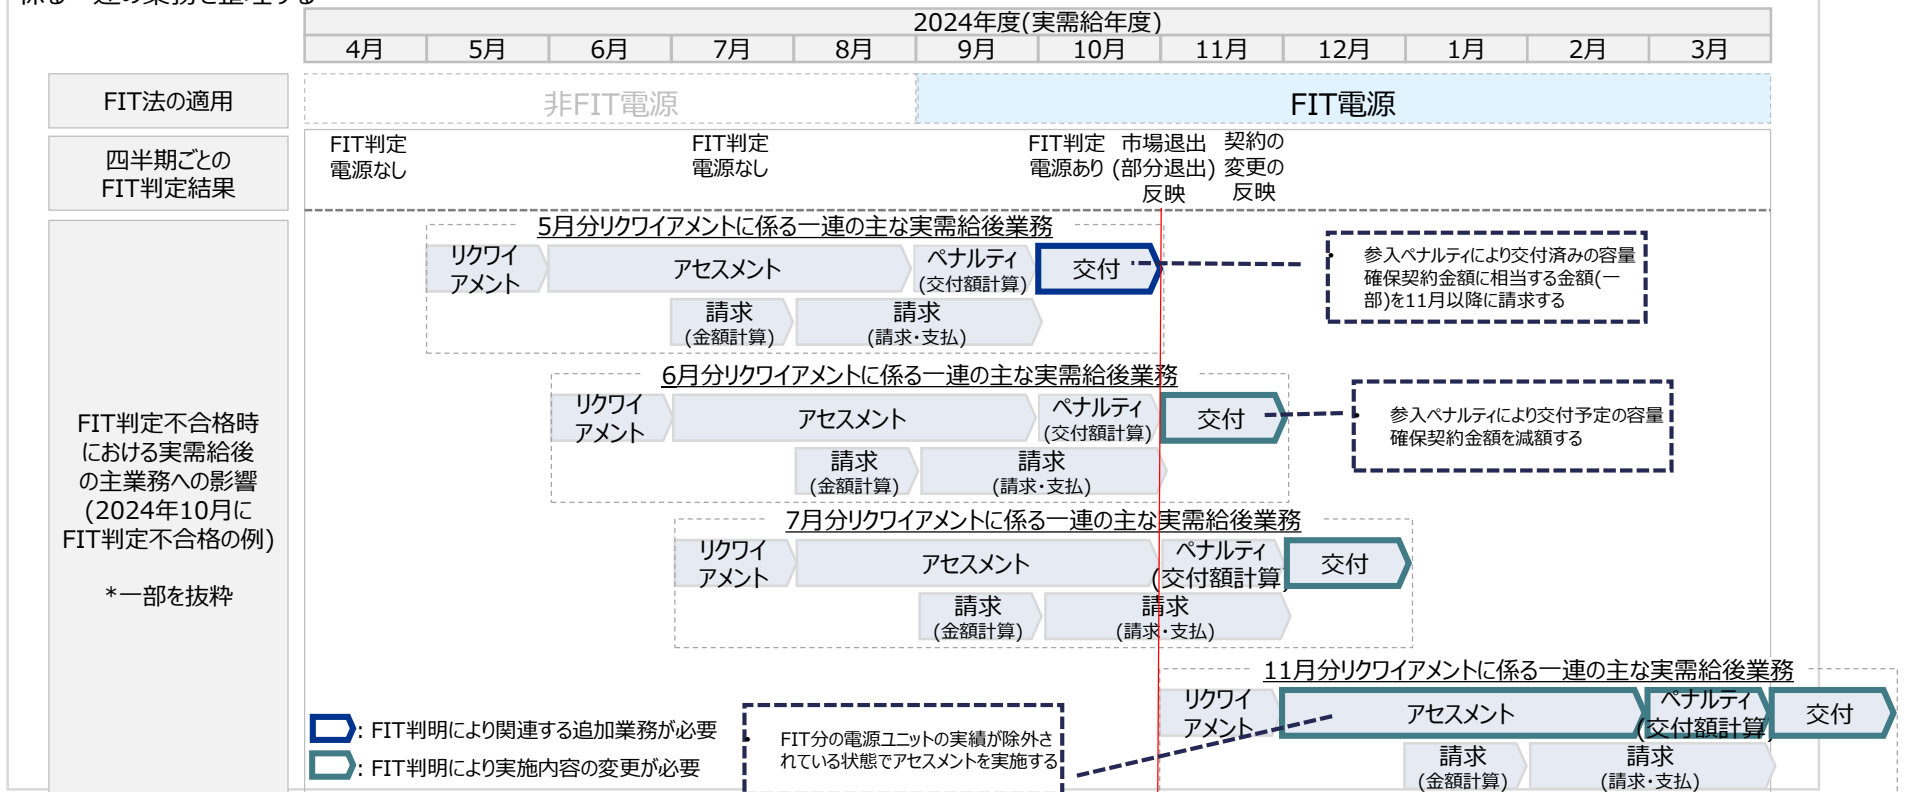 係る一連の業務を整理する
2024年度(実需給年度)
4月 5月 6月 7月 8月 9月 10月 11月 12月 1月 2月 3月
FIT法の適用
非FIT電源
FIT電源
四半期ごとの
FIT判定結果
FIT判定
電源なし
FIT判定
電源なし
FIT判定
電源あり
市場退出
(部分退出)
反映
契約の
変更の
反映
FIT判定不合格時
における実需給後
の主業務への影響
(2024年10月に
FIT判定不合格の例)
*一部を抜粋
5月分リクワイアメントに係る一連の主な実需給後業務
リクワイ
アメント
アセスメント
ペナルティ
(交付額計算)
交付
請求
(金額計算)
請求
(請求・支払)
• 参入ペナルティにより交付済みの容量
確保契約金額に相当する金額(一
部)を11月以降に請求する
6月分リクワイアメントに係る一連の主な実需給後業務
リクワイ
アメント
アセスメント
ペナルティ
(交付額計算)
交付
請求
(金額計算)
請求
(請求・支払)
• 参入ペナルティにより交付予定の容量
確保契約金額を減額する
7月分リクワイアメントに係る一連の主な実需給後業務
リクワイ
アメント
アセスメント
ペナルティ
(交付額計算)
交付
請求
(金額計算)
請求
(請求・支払)
11月分リクワイアメントに係る一連の主な実需給後業務
リクワイ
アメント
アセスメント
ペナルティ
(交付額計算)
交付
請求
(金額計算)
請求
(請求・支払)
: FIT判明により関連する追加業務が必要
: FIT判明により実施内容の変更が必要
• FIT分の電源ユニットの実績が除外さ
れている状態でアセスメントを実施する